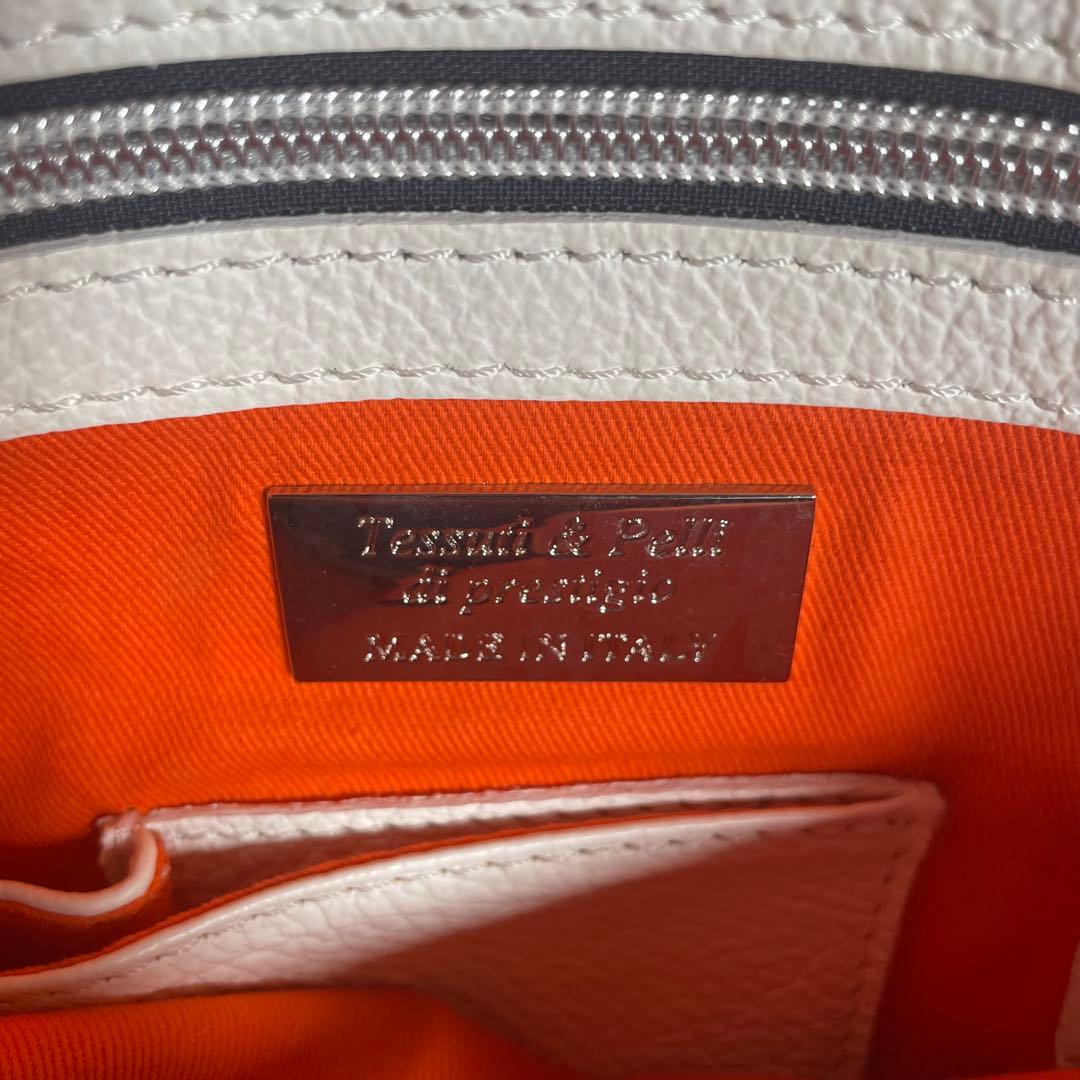 Tessuti & Pelli
di prestigio
MADE IN ITALY